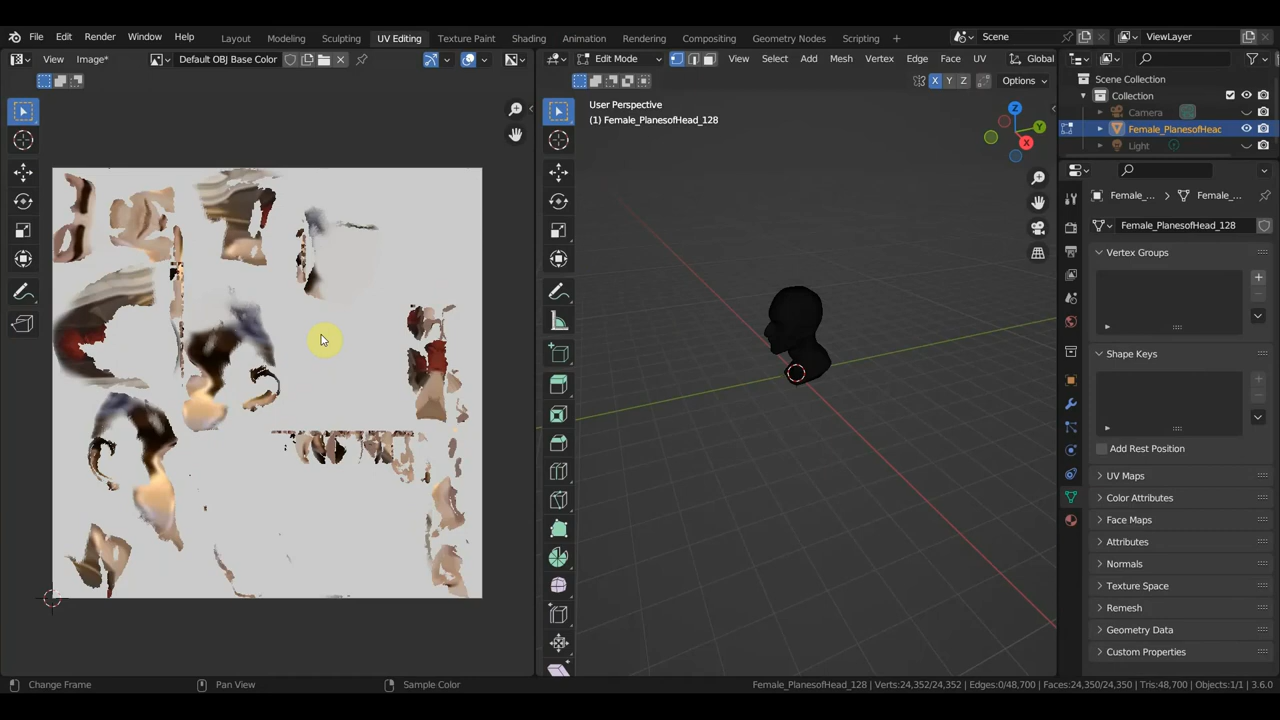 File Edit Render Window Help Layout Modeling Sculpting UV Editing Texture Paint Shading Animation Rendering Compositing Geometry Nodes Scripting Scene ViewLayer
View Image* Default OBJ Base Color
Edit Mode View Select Add Mesh Vertex Edge Face UV Global
X Y Z Options
User Perspective
(1) Female_PlanesofHead_128
Z
Y
X
Scene Collection
Collection
Camera
Female_PlanesofHeac
Light
Female_... Female_...
Female_PlanesofHead_128
Vertex Groups
Shape Keys
Add Rest Position
UV Maps
Color Attributes
Face Maps
Attributes
Normals
Texture Space
Remesh
Geometry Data
Custom Properties
Change Frame Pan View Sample Color Female_PlanesofHead_128 | Verts:24,352/24,352 | Edges:0/48,700 | Faces:24,350/24,350 | Tris:48,700 | Objects:1/1 | 3.6.0